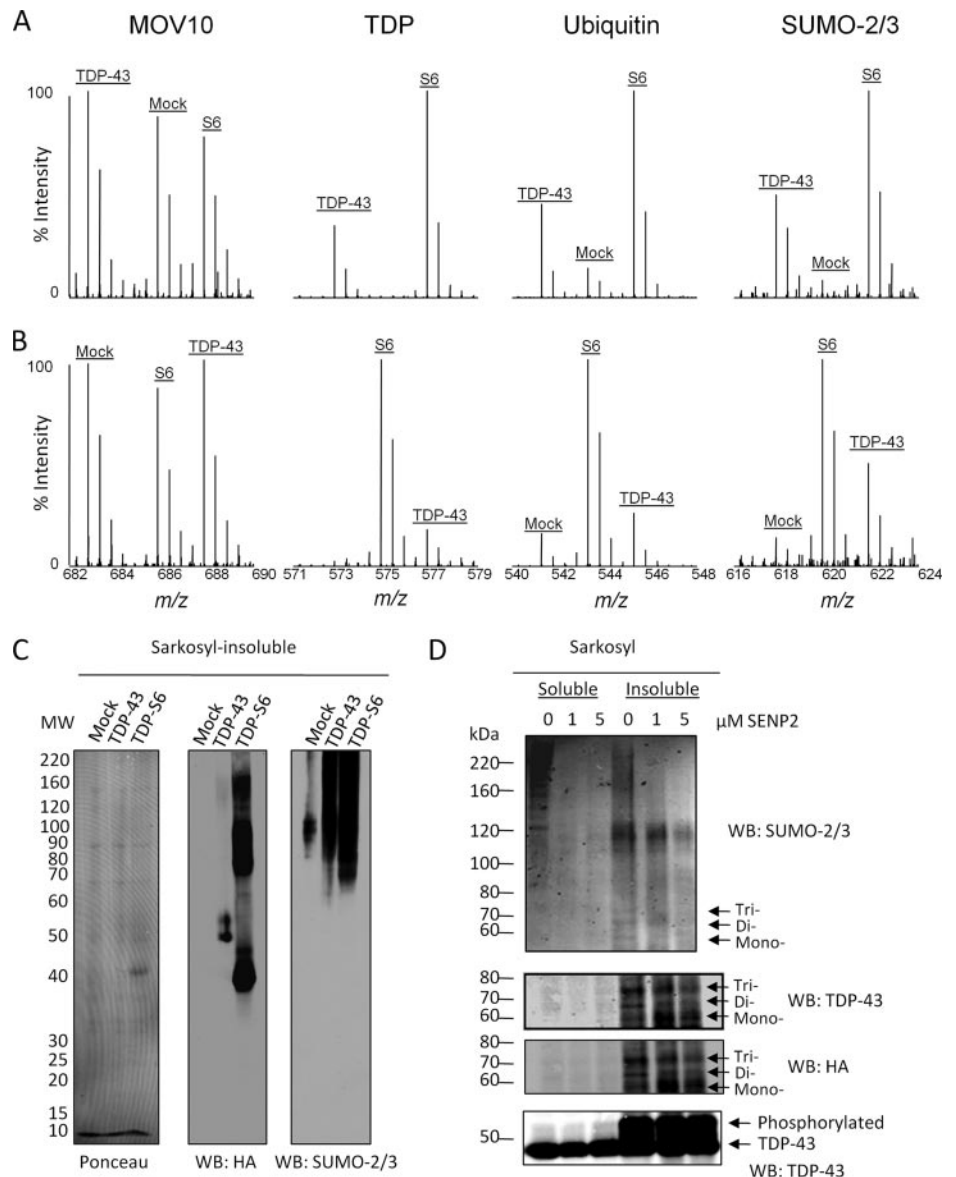 A
MOV10 TDP Ubiquitin SUMO-2/3
TDP-43 Mock S6
TDP-43 S6
TDP-43 Mock S6
TDP-43 Mock S6
100
% Intensity
0
B
Mock S6 TDP-43
S6 TDP-43
Mock S6 TDP-43
Mock S6 TDP-43
100
% Intensity
0
682 684 686 688 690
571 573 575 577 579
540 542 544 546 548
616 618 620 622 624
m/z m/z m/z m/z
C
Sarkosyl-insoluble
MW
Mock TDP-43 TDP-S6
Mock TDP-43 TDP-S6
Mock TDP-43 TDP-S6
220
160
120
100
90
80
70
60
50
40
30
25
20
15
10
Ponceau WB: HA WB: SUMO-2/3
D
Sarkosyl
Soluble Insoluble
0 1 5 0 1 5 μM SENP2
kDa
220
160
120
100
80
70
60
WB: SUMO-2/3
Tri-
Di-
Mono-
80
70
60
Tri-
Di-
Mono-
WB: TDP-43
80
70
60
Tri-
Di-
Mono-
WB: HA
50
Phosphorylated
TDP-43
WB: TDP-43